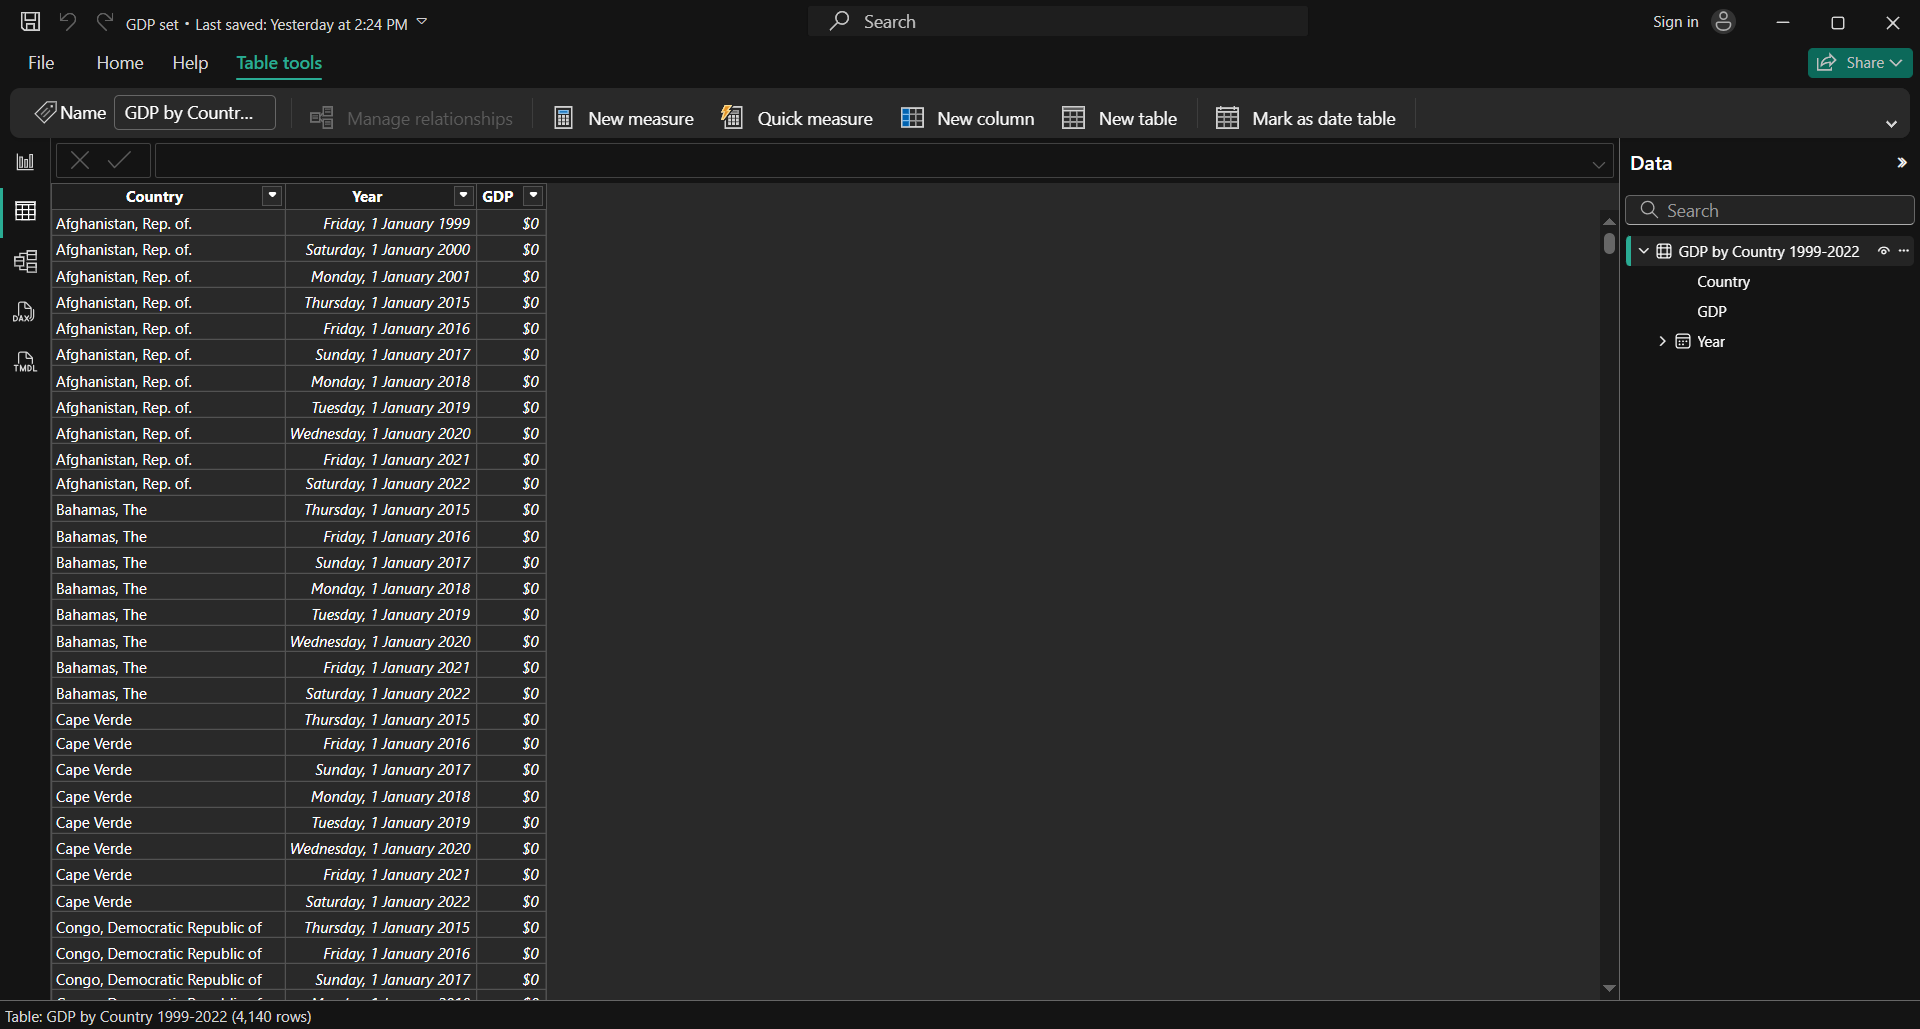 GDP set • Last saved: Yesterday at 2:24 PM
Search
Sign in
File Home Help Table tools
Share
Name GDP by Countr... Manage relationships New measure Quick measure New column New table Mark as date table
Country Year GDP
Afghanistan, Rep. of. Friday, 1 January 1999 $0
Afghanistan, Rep. of. Saturday, 1 January 2000 $0
Afghanistan, Rep. of. Monday, 1 January 2001 $0
Afghanistan, Rep. of. Thursday, 1 January 2015 $0
Afghanistan, Rep. of. Friday, 1 January 2016 $0
Afghanistan, Rep. of. Sunday, 1 January 2017 $0
Afghanistan, Rep. of. Monday, 1 January 2018 $0
Afghanistan, Rep. of. Tuesday, 1 January 2019 $0
Afghanistan, Rep. of. Wednesday, 1 January 2020 $0
Afghanistan, Rep. of. Friday, 1 January 2021 $0
Afghanistan, Rep. of. Saturday, 1 January 2022 $0
Bahamas, The Thursday, 1 January 2015 $0
Bahamas, The Friday, 1 January 2016 $0
Bahamas, The Sunday, 1 January 2017 $0
Bahamas, The Monday, 1 January 2018 $0
Bahamas, The Tuesday, 1 January 2019 $0
Bahamas, The Wednesday, 1 January 2020 $0
Bahamas, The Friday, 1 January 2021 $0
Bahamas, The Saturday, 1 January 2022 $0
Cape Verde Thursday, 1 January 2015 $0
Cape Verde Friday, 1 January 2016 $0
Cape Verde Sunday, 1 January 2017 $0
Cape Verde Monday, 1 January 2018 $0
Cape Verde Tuesday, 1 January 2019 $0
Cape Verde Wednesday, 1 January 2020 $0
Cape Verde Friday, 1 January 2021 $0
Cape Verde Saturday, 1 January 2022 $0
Congo, Democratic Republic of Thursday, 1 January 2015 $0
Congo, Democratic Republic of Friday, 1 January 2016 $0
Congo, Democratic Republic of Sunday, 1 January 2017 $0
DAX
TMDL
Data
Search
GDP by Country 1999-2022
Country
GDP
Year
Table: GDP by Country 1999-2022 (4,140 rows)